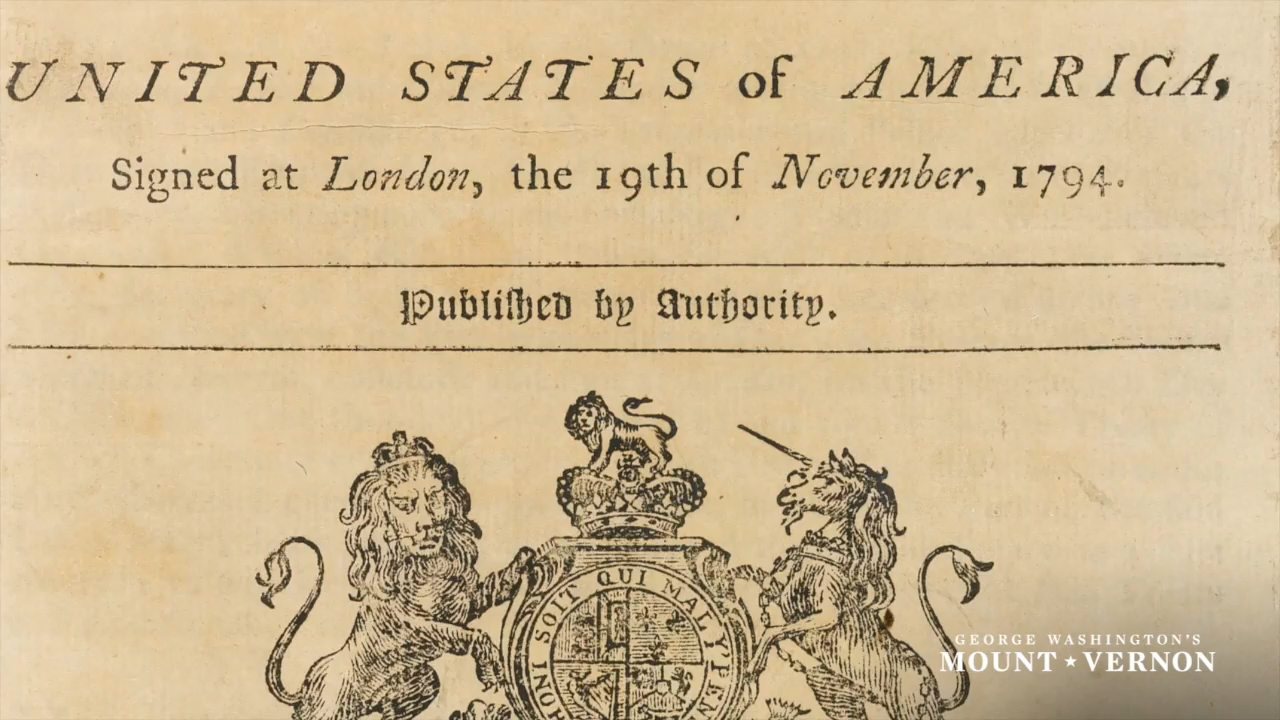 UNITED STATES of AMERICA,
Signed at London, the 19th of November, 1794.
Publiſhed by Authority.
HONI SOIT QUI MAL Y PEN
GEORGE WASHINGTON'S
MOUNT★VERNON